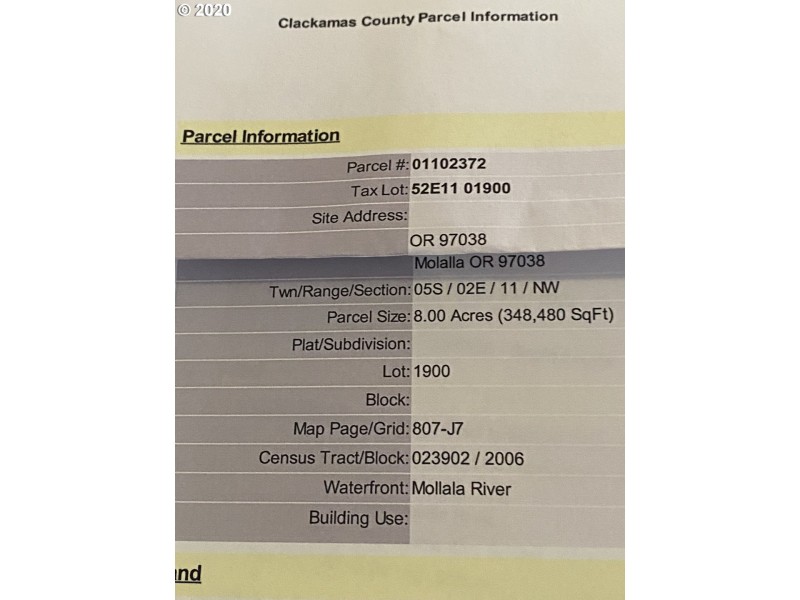 © 2020
Clackamas County Parcel Information
Parcel Information
Parcel #: 01102372
Tax Lot: 52E11 01900
Site Address:
OR 97038
Molalla OR 97038
Twn/Range/Section: 05S / 02E / 11 / NW
Parcel Size: 8.00 Acres (348,480 SqFt)
Plat/Subdivision:
Lot: 1900
Block:
Map Page/Grid: 807-J7
Census Tract/Block: 023902 / 2006
Waterfront: Mollala River
Building Use:
and